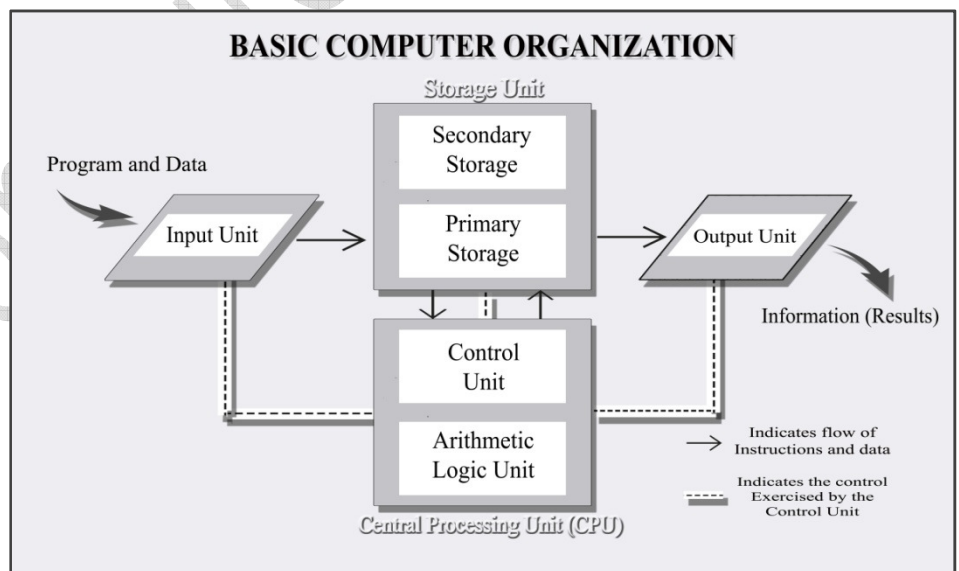 BASIC COMPUTER ORGANIZATION
Storage Unit
Secondary
Storage
Program and Data
Primary
Storage
Input Unit
Output Unit
Information (Results)
Control
Unit
Arithmetic
Logic Unit
Indicates flow of
Instructions and data
Indicates the control
Exercised by the
Control Unit
Central Processing Unit (CPU)